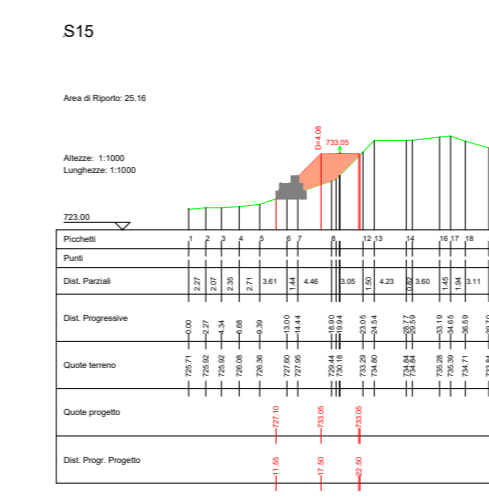 S15
Area di Riporto: 25.16
D=4.08
733.05
Altezze: 1:1000
Lunghezze: 1:1000
723.00
Picchetti 1 2 3 4 5 6 7 8 12 13 14 16 17 18
Punti
Dist. Parziali 2.27 2.07 2.35 2.71 3.61 1.44 4.46 3.05 1.50 4.23 0.82 3.60 1.45 1.94 3.11
Dist. Progressive 0.00 2.27 4.34 6.68 9.39 13.00 14.44 18.90 19.94 23.05 24.54 28.77 29.59 33.19 34.65 36.59
Quote terreno 725.71 725.92 725.92 726.08 726.36 727.60 727.95 729.44 730.18 733.29 734.80 734.84 734.84 735.28 735.39 734.71
Quote progetto 727.10 733.05 733.05
Dist. Progr. Progetto 11.55 17.50 22.50